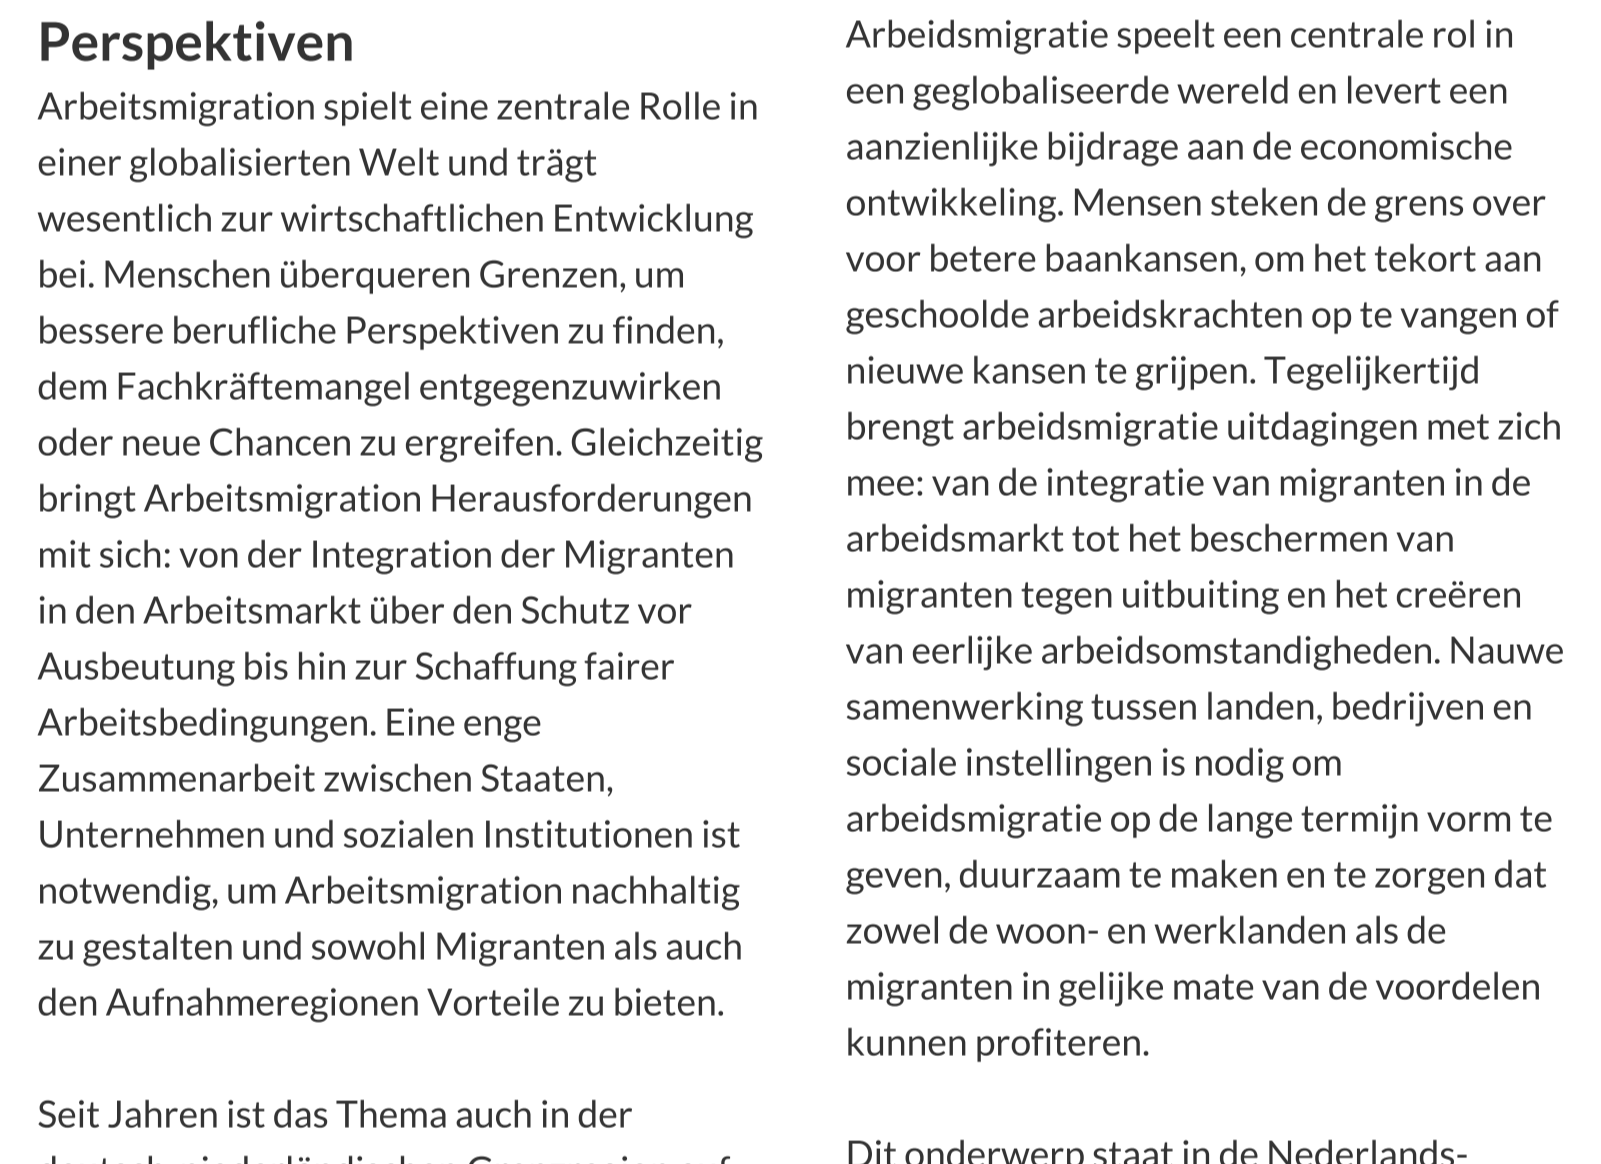 Perspektiven
Arbeitsmigration spielt eine zentrale Rolle in
einer globalisierten Welt und trägt
wesentlich zur wirtschaftlichen Entwicklung
bei. Menschen überqueren Grenzen, um
bessere berufliche Perspektiven zu finden,
dem Fachkräftemangel entgegenzuwirken
oder neue Chancen zu ergreifen. Gleichzeitig
bringt Arbeitsmigration Herausforderungen
mit sich: von der Integration der Migranten
in den Arbeitsmarkt über den Schutz vor
Ausbeutung bis hin zur Schaffung fairer
Arbeitsbedingungen. Eine enge
Zusammenarbeit zwischen Staaten,
Unternehmen und sozialen Institutionen ist
notwendig, um Arbeitsmigration nachhaltig
zu gestalten und sowohl Migranten als auch
den Aufnahmeregionen Vorteile zu bieten.
Seit Jahren ist das Thema auch in der
Arbeidsmigratie speelt een centrale rol in
een geglobaliseerde wereld en levert een
aanzienlijke bijdrage aan de economische
ontwikkeling. Mensen steken de grens over
voor betere baankansen, om het tekort aan
geschoolde arbeidskrachten op te vangen of
nieuwe kansen te grijpen. Tegelijkertijd
brengt arbeidsmigratie uitdagingen met zich
mee: van de integratie van migranten in de
arbeidsmarkt tot het beschermen van
migranten tegen uitbuiting en het creëren
van eerlijke arbeidsomstandigheden. Nauwe
samenwerking tussen landen, bedrijven en
sociale instellingen is nodig om
arbeidsmigratie op de lange termijn vorm te
geven, duurzaam te maken en te zorgen dat
zowel de woon- en werklanden als de
migranten in gelijke mate van de voordelen
kunnen profiteren.
Dit onderwerp staat in de Nederlands-